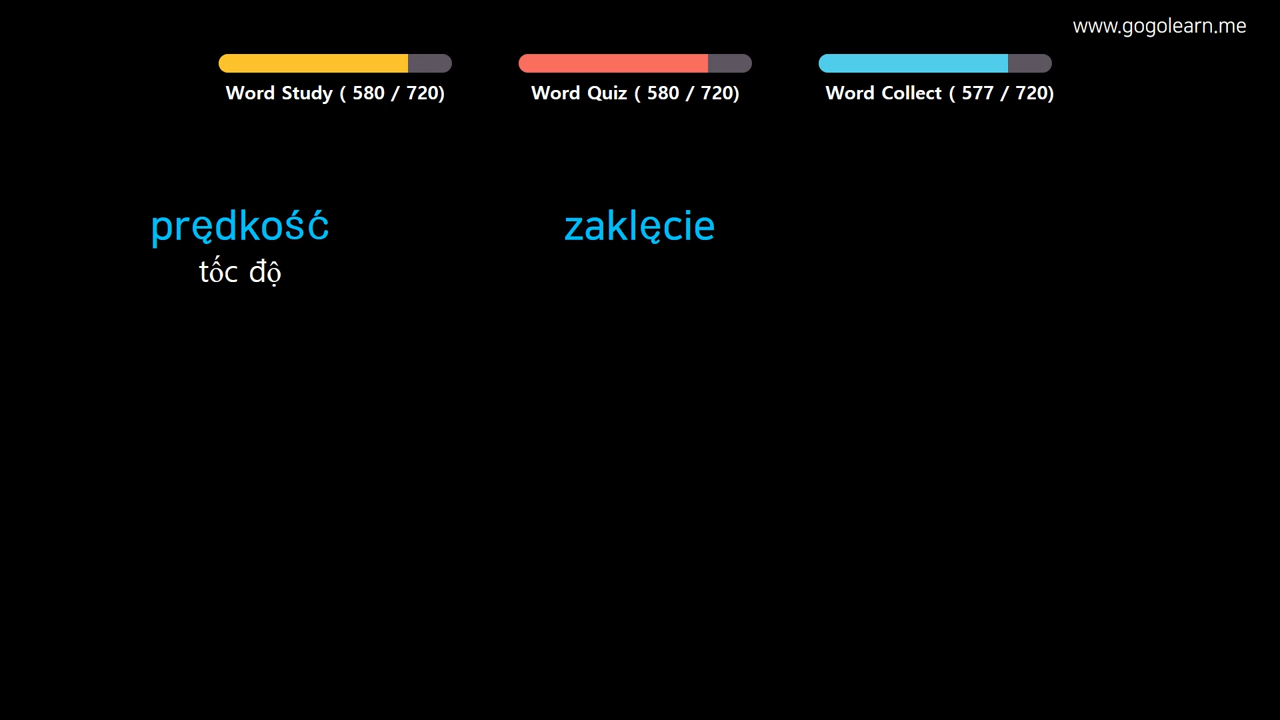 www.gogolearn.me
Word Study ( 580 / 720)
Word Quiz ( 580 / 720)
Word Collect ( 577 / 720)
prędkość
tốc độ
zaklęcie